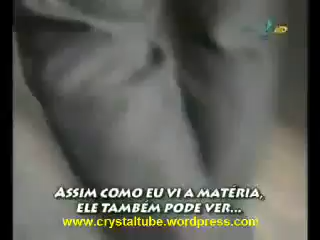 ASSIM COMO EU VI A MATÉRIA,
ELE TAMBÉM PODE VER...
www.crystaltube.wordpress.com